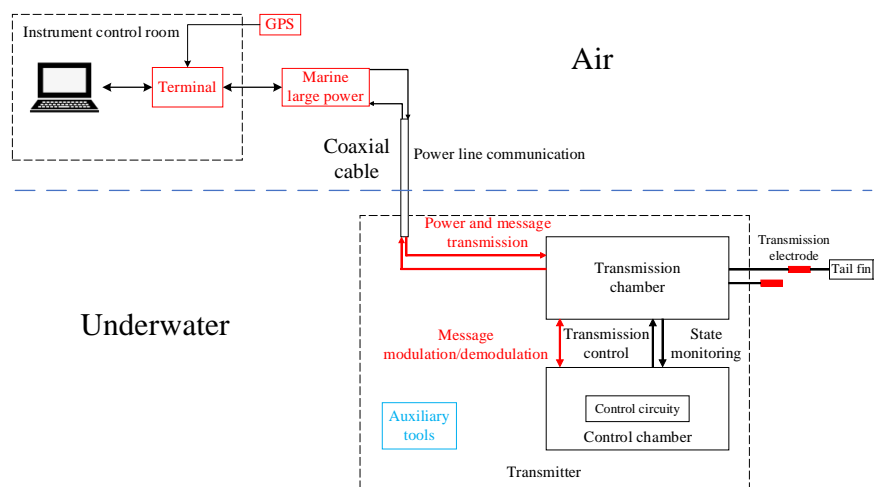 GPS
Instrument control room
Terminal
Marine
large power
Air
Coaxial
cable
Power line communication
Power and message
transmission
Transmission
chamber
Transmission
electrode
Tail fin
Underwater
Message
modulation/demodulation
Transmission
control
State
monitoring
Auxiliary
tools
Control circuity
Control chamber
Transmitter